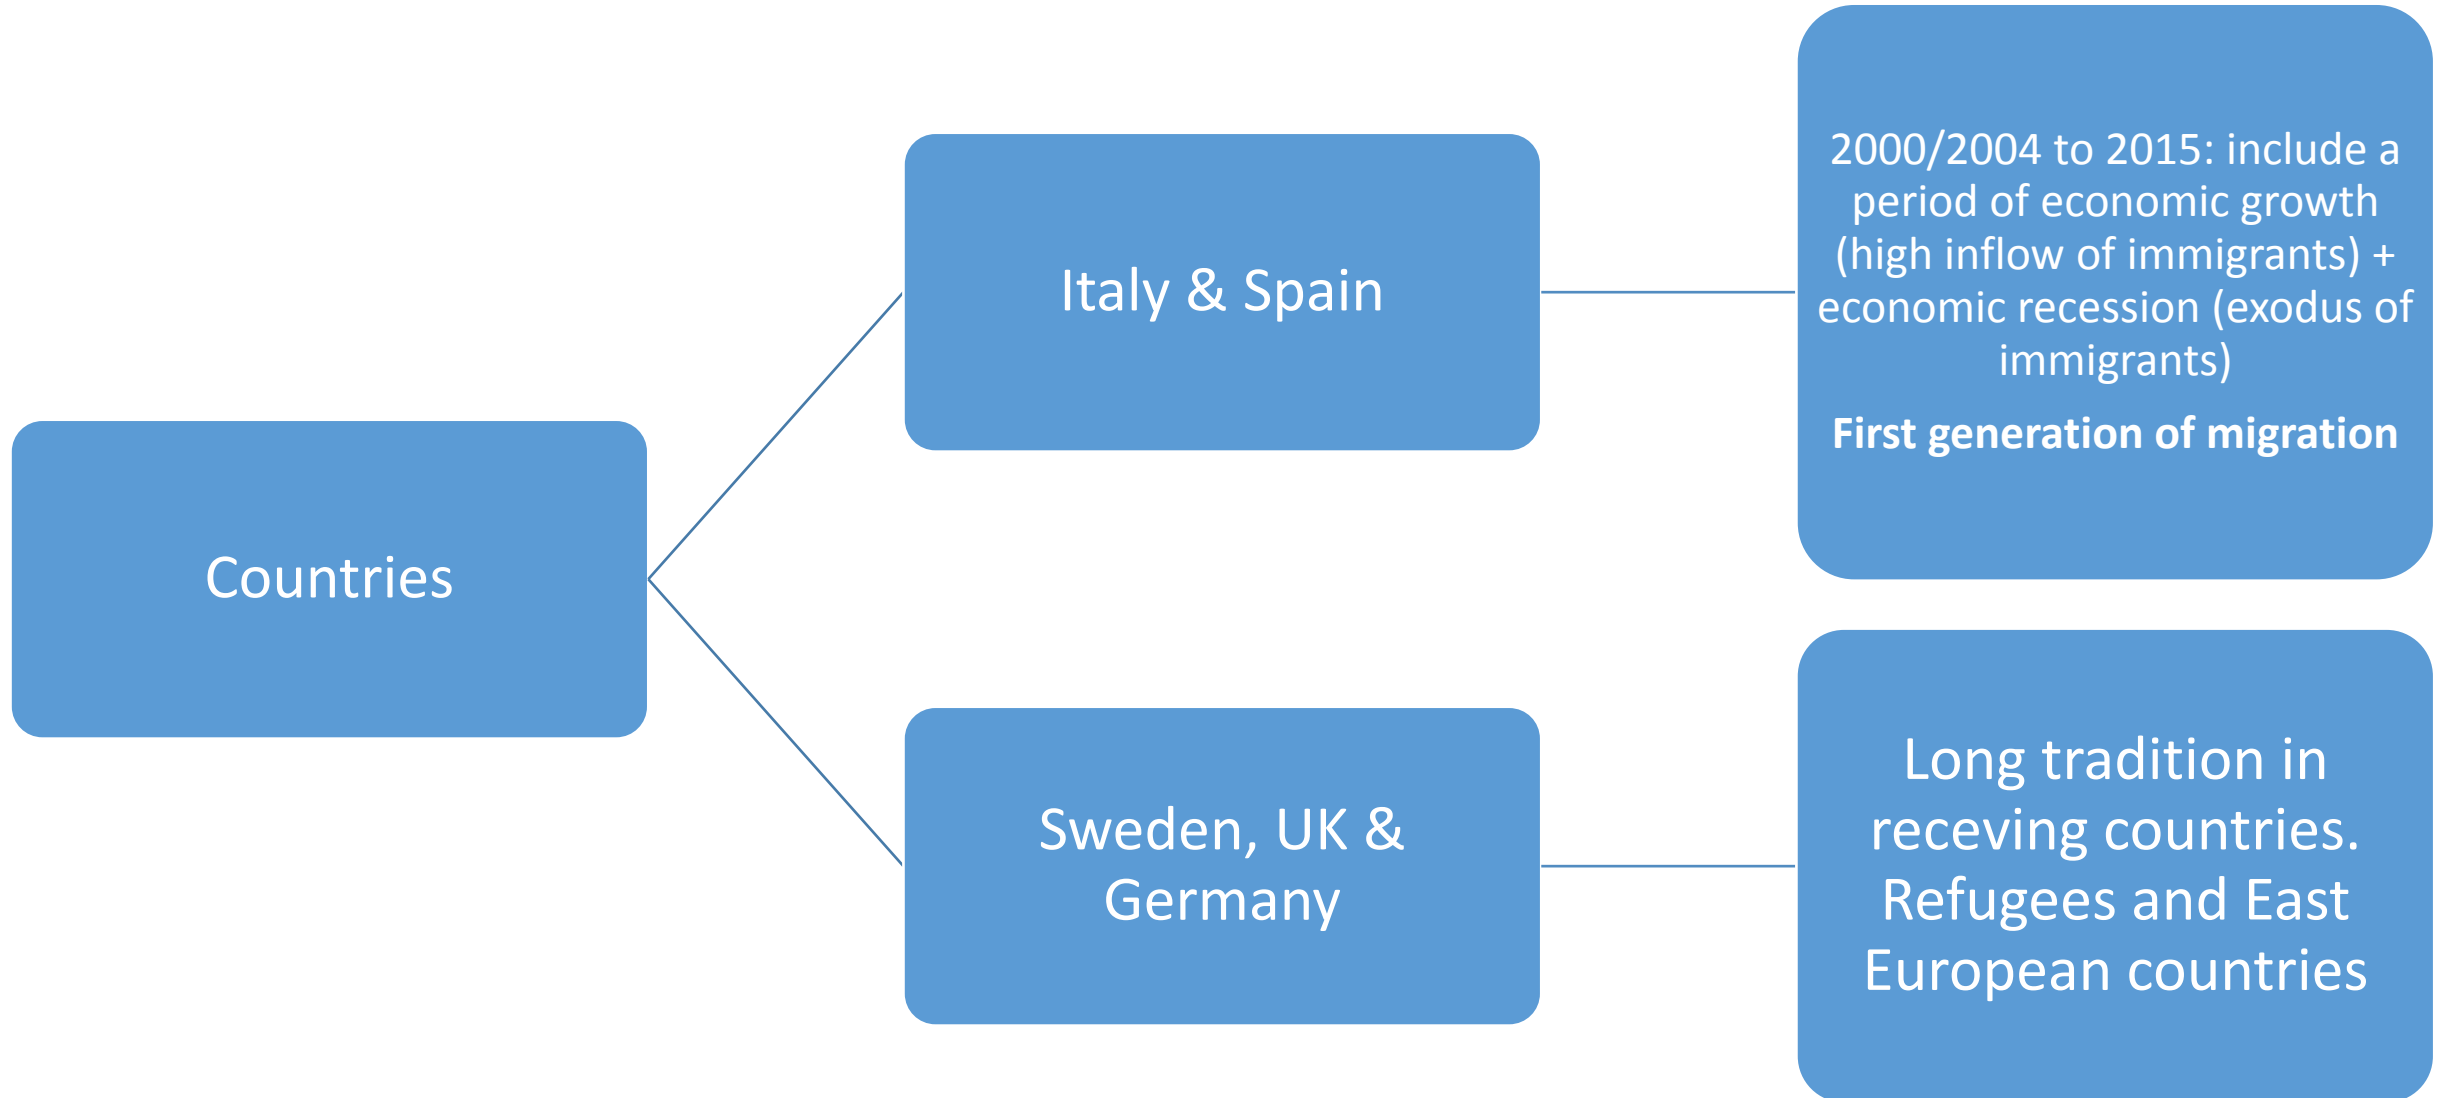 Countries
Italy & Spain
2000/2004 to 2015: include a
period of economic growth
(high inflow of immigrants) +
economic recession (exodus of
immigrants)
First generation of migration
Sweden, UK &
Germany
Long tradition in
receving countries.
Refugees and East
European countries